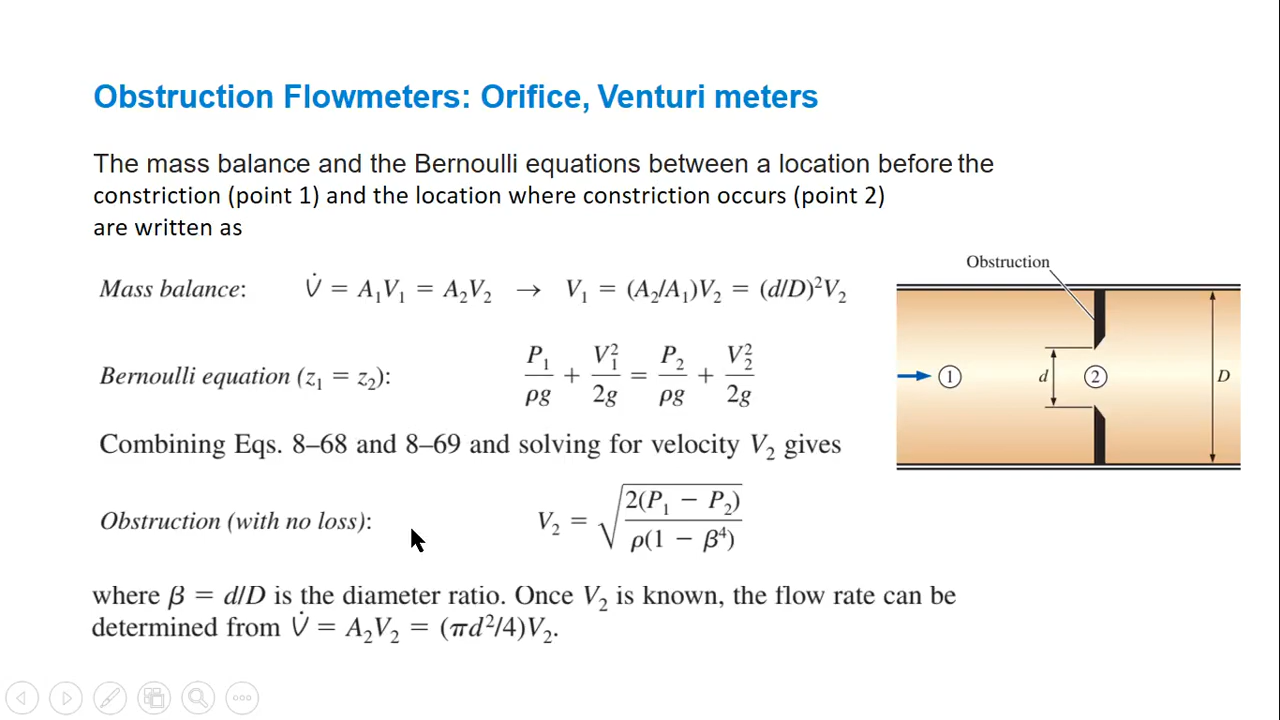 Obstruction Flowmeters: Orifice, Venturi meters
The mass balance and the Bernoulli equations between a location before the
constriction (point 1) and the location where constriction occurs (point 2)
are written as
Mass balance: V̇ = A₁V₁ = A₂V₂ → V₁ = (A₂/A₁)V₂ = (d/D)²V₂
Bernoulli equation (z₁ = z₂): P₁/ρg + V₁²/2g = P₂/ρg + V₂²/2g
Combining Eqs. 8–68 and 8–69 and solving for velocity V₂ gives
Obstruction (with no loss): V₂ = √(2(P₁ − P₂)/ρ(1 − β⁴))
where β = d/D is the diameter ratio. Once V₂ is known, the flow rate can be
determined from V̇ = A₂V₂ = (πd²/4)V₂.
Obstruction
① d ② D